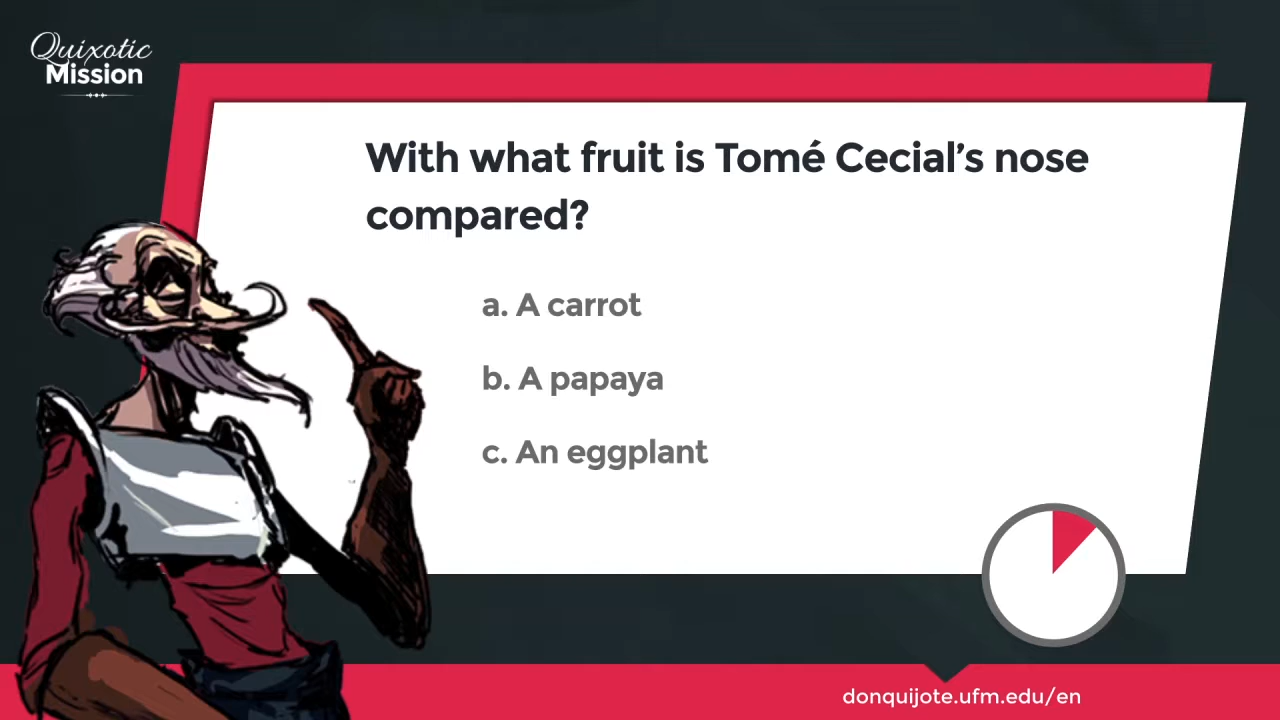 Quixotic
Mission
With what fruit is Tomé Cecial’s nose
compared?
a. A carrot
b. A papaya
c. An eggplant
donquijote.ufm.edu/en